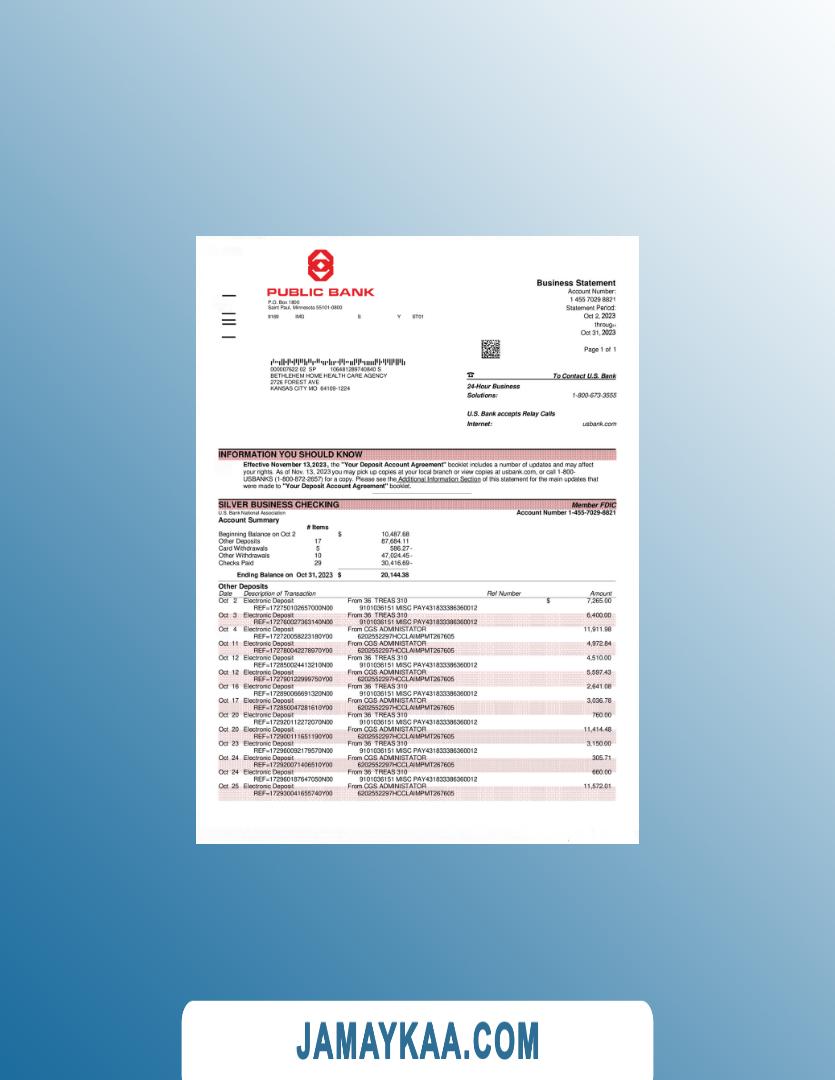 PUBLIC BANK
P.O. Box 1800
Saint Paul, Minnesota 55101-0800
9169 IMG S Y ST01
Business Statement
Account Number:
1 455 7029 8821
Statement Period:
Oct 2, 2023
throug
Oct 31, 2023
Page 1 of 1
000007622 02 SP 106481286740840 S
BETHLEHEM HOME HEALTH CARE AGENCY
2726 FOREST AVE
KANSAS CITY MO 64109-1224
To Contact U.S. Bank
24-Hour Business
Solutions: 1-800-673-3555
U.S. Bank accepts Relay Calls
Internet: usbank.com
INFORMATION YOU SHOULD KNOW
Effective November 13,2023, the "Your Deposit Account Agreement" booklet includes a number of updates and may affect
your rights. As of Nov. 13, 2023 you may pick up copies at your local branch or view copies at usbank.com, or call 1-800-
USBANKS (1-800-872-2657) for a copy. Please see the Additional Information Section of this statement for the main updates that
were made to "Your Deposit Account Agreement" booklet.
SILVER BUSINESS CHECKING Member FDIC
U.S. Bank National Association Account Number 1-455-7029-8821
Account Summary
# Items
Beginning Balance on Oct 2 $ 10,487.68
Other Deposits 17 87,684.11
Card Withdrawals 5 586.27-
Other Withdrawals 10 47,024.45-
Checks Paid 29 30,416.69-
Ending Balance on Oct 31, 2023 $ 20,144.38
Other Deposits
Date Description of Transaction Ref Number Amount
Oct 2 Electronic Deposit From 36 TREAS 310 $ 7,265.00
REF=172750102657000N00 9101036151 MISC PAY431833386360012
Oct 3 Electronic Deposit From 36 TREAS 310 6,400.00
REF=172760027363140N00 9101036151 MISC PAY431833386360012
Oct 4 Electronic Deposit From CGS ADMINISTATOR 11,911.98
REF=172720058223180Y00 6202552297HCCLAIMPMT267605
Oct 11 Electronic Deposit From CGS ADMINISTATOR 4,972.84
REF=172780042278970Y00 6202552297HCCLAIMPMT267605
Oct 12 Electronic Deposit From 36 TREAS 310 4,510.00
REF=172850024413210N00 9101036151 MISC PAY431833386360012
Oct 12 Electronic Deposit From CGS ADMINISTATOR 5,597.43
REF=172790122999750Y00 6202552297HCCLAIMPMT267605
Oct 16 Electronic Deposit From 36 TREAS 310 2,641.08
REF=172890066691320N00 9101036151 MISC PAY431833386360012
Oct 17 Electronic Deposit From CGS ADMINISTATOR 3,036.78
REF=172850047281610Y00 6202552297HCCLAIMPMT267605
Oct 20 Electronic Deposit From 36 TREAS 310 760.00
REF=172920112272070N00 9101036151 MISC PAY431833386360012
Oct 20 Electronic Deposit From CGS ADMINISTATOR 11,414.48
REF=172900111651190Y00 6202552297HCCLAIMPMT267605
Oct 23 Electronic Deposit From 36 TREAS 310 3,150.00
REF=172960092179570N00 9101036151 MISC PAY431833386360012
Oct 24 Electronic Deposit From CGS ADMINISTATOR 305.71
REF=172920071406510Y00 6202552297HCCLAIMPMT267605
Oct 24 Electronic Deposit From 36 TREAS 310 660.00
REF=172960187647050N00 9101036151 MISC PAY431833386360012
Oct 25 Electronic Deposit From CGS ADMINISTATOR 11,572.01
REF=172930041655740Y00 6202552297HCCLAIMPMT267605
JAMAYKAA.COM